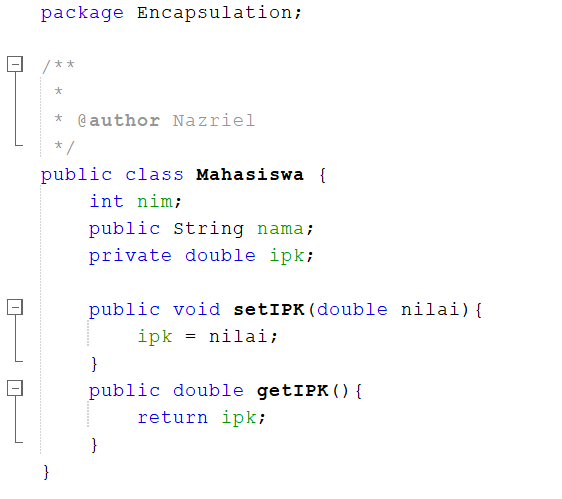 package Encapsulation;
/**
 *
 * @author Nazriel
 */
public class Mahasiswa {
    int nim;
    public String nama;
    private double ipk;
    public void setIPK(double nilai){
        ipk = nilai;
    }
    public double getIPK(){
        return ipk;
    }
}